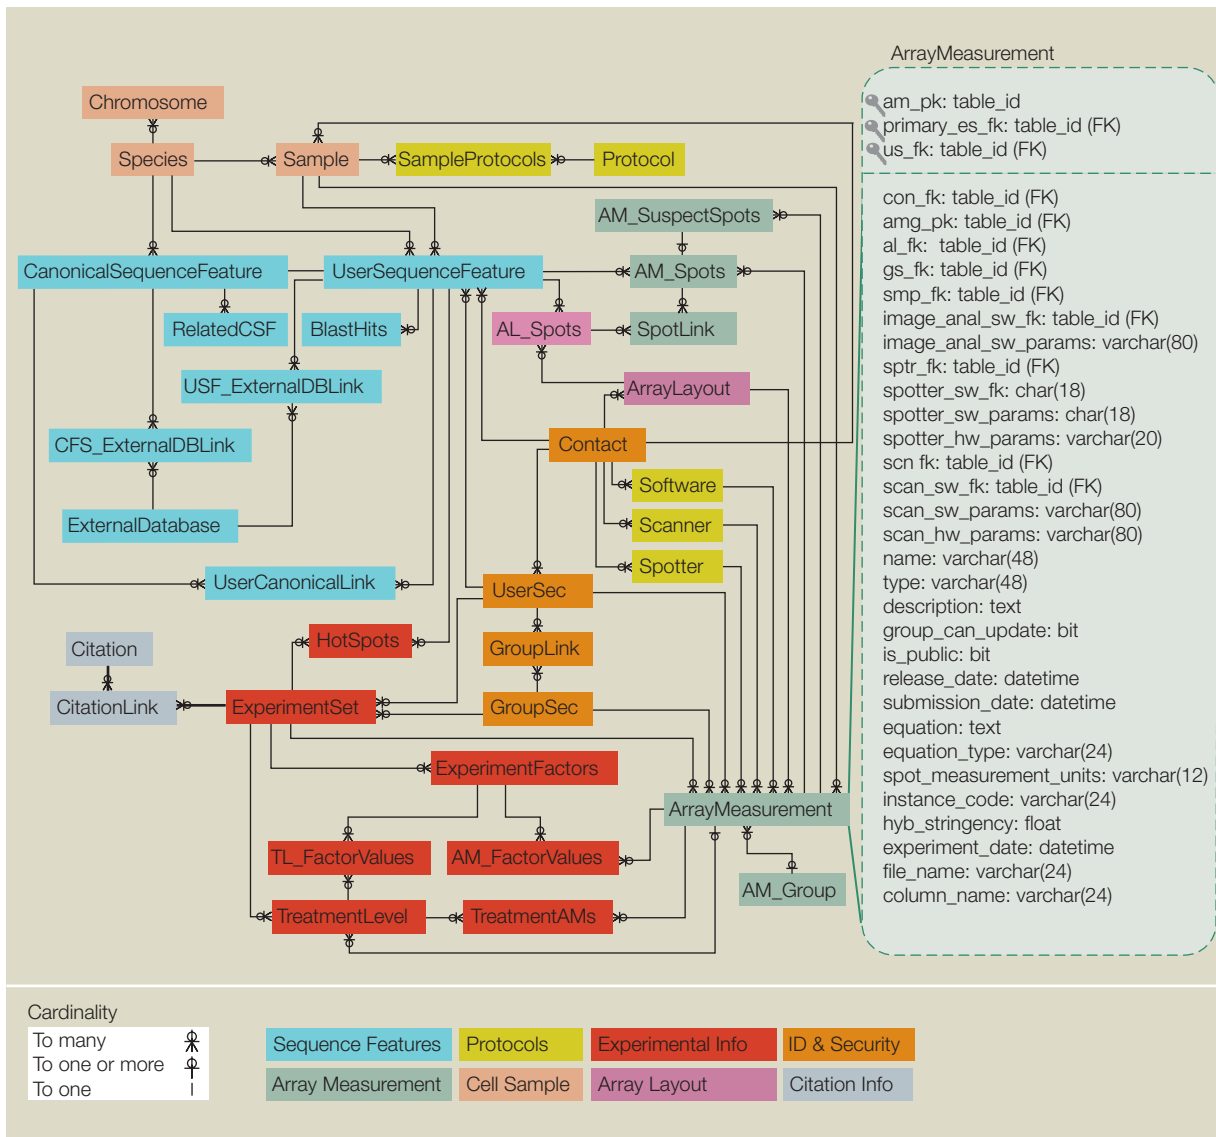 ArrayMeasurement
am_pk: table_id
primary_es_fk: table_id (FK)
us_fk: table_id (FK)
con_fk: table_id (FK)
amg_pk: table_id (FK)
al_fk: table_id (FK)
gs_fk: table_id (FK)
smp_fk: table_id (FK)
image_anal_sw_fk: table_id (FK)
image_anal_sw_params: varchar(80)
sptr_fk: table_id (FK)
spotter_sw_fk: char(18)
spotter_sw_params: char(18)
spotter_hw_params: varchar(20)
scn fk: table_id (FK)
scan_sw_fk: table_id (FK)
scan_sw_params: varchar(80)
scan_hw_params: varchar(80)
name: varchar(48)
type: varchar(48)
description: text
group_can_update: bit
is_public: bit
release_date: datetime
submission_date: datetime
equation: text
equation_type: varchar(24)
spot_measurement_units: varchar(12)
instance_code: varchar(24)
hyb_stringency: float
experiment_date: datetime
file_name: varchar(24)
column_name: varchar(24)
Chromosome
Species
Sample
SampleProtocols
Protocol
AM_SuspectSpots
CanonicalSequenceFeature
UserSequenceFeature
AM_Spots
RelatedCSF
BlastHits
AL_Spots
SpotLink
USF_ExternalDBLink
ArrayLayout
CFS_ExternalDBLink
Contact
Software
ExternalDatabase
Scanner
Spotter
UserCanonicalLink
UserSec
HotSpots
GroupLink
Citation
CitationLink
ExperimentSet
GroupSec
ExperimentFactors
ArrayMeasurement
TL_FactorValues
AM_FactorValues
AM_Group
TreatmentLevel
TreatmentAMs
Cardinality
To many
To one or more
To one
Sequence Features
Protocols
Experimental Info
ID & Security
Array Measurement
Cell Sample
Array Layout
Citation Info